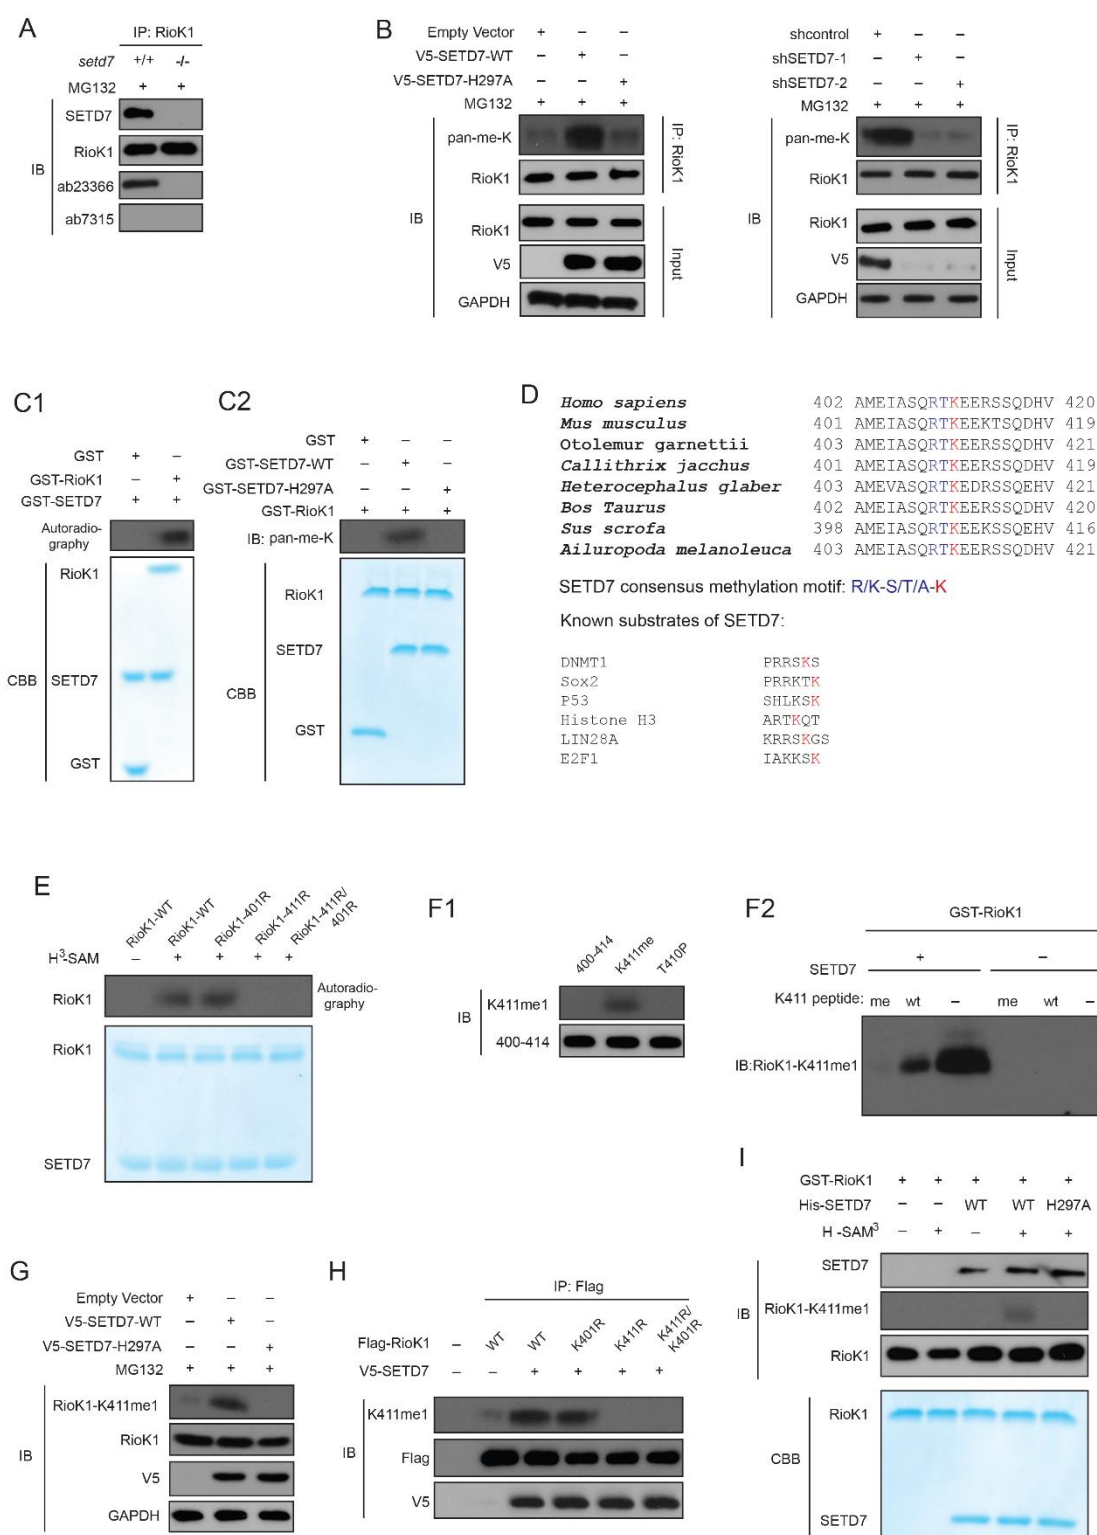 A
IP: RioK1
setd7 +/+ -/-
MG132 + +
SETD7
RioK1
ab23366
ab7315
IB
B
Empty Vector + – –
V5-SETD7-WT – + –
V5-SETD7-H297A – – +
MG132 + + +
pan-me-K
RioK1
IP: RioK1
RioK1
V5
GAPDH
Input
IB
shcontrol + – –
shSETD7-1 – + –
shSETD7-2 – – +
MG132 + + +
pan-me-K
RioK1
IP: RioK1
RioK1
V5
GAPDH
Input
IB
C1
GST + –
GST-RioK1 – +
GST-SETD7 + +
Autoradio-
graphy
RioK1
SETD7
GST
CBB
C2
GST + – –
GST-SETD7-WT – + –
GST-SETD7-H297A – – +
GST-RioK1 + + +
IB: pan-me-K
RioK1
SETD7
GST
CBB
D
Homo sapiens 402 AMEIASQRTKEERSSQDHV 420
Mus musculus 401 AMEIASQRTKEEKTSQDHV 419
Otolemur garnettii 403 AMEIASQRTKEERSSQDHV 421
Callithrix jacchus 401 AMEIASQRTKEERSSQDHV 419
Heterocephalus glaber 403 AMEVASQRTKEDRSSQEHV 421
Bos Taurus 402 AMEIASQRTKEERSSQDHV 420
Sus scrofa 398 AMEIASQRTKEEKSSQEHV 416
Ailuropoda melanoleuca 403 AMEIASQRTKEERSSQDHV 421
SETD7 consensus methylation motif: R/K-S/T/A-K
Known substrates of SETD7:
DNMT1 PRRSKS
Sox2 PRRKTK
P53 SHLKSK
Histone H3 ARTKQT
LIN28A KRRSKGS
E2F1 IAKKSK
E
RioK1-WT RioK1-WT RioK1-401R RioK1-411R RioK1-411R/
401R
H³-SAM – + + + +
RioK1
Autoradio-
graphy
RioK1
SETD7
F1
400-414 K411me T410P
K411me1
400-414
IB
F2
GST-RioK1
SETD7 + –
K411 peptide: me wt – me wt –
IB:RioK1-K411me1
G
Empty Vector + – –
V5-SETD7-WT – + –
V5-SETD7-H297A – – +
MG132 + + +
RioK1-K411me1
RioK1
V5
GAPDH
IB
H
IP: Flag
Flag-RioK1 – WT WT K401R K411R K411R/
K401R
V5-SETD7 – – + + + +
K411me1
Flag
V5
IB
I
GST-RioK1 + + + + +
His-SETD7 – – WT WT H297A
H -SAM³ – + – + +
SETD7
RioK1-K411me1
RioK1
IB
RioK1
SETD7
CBB